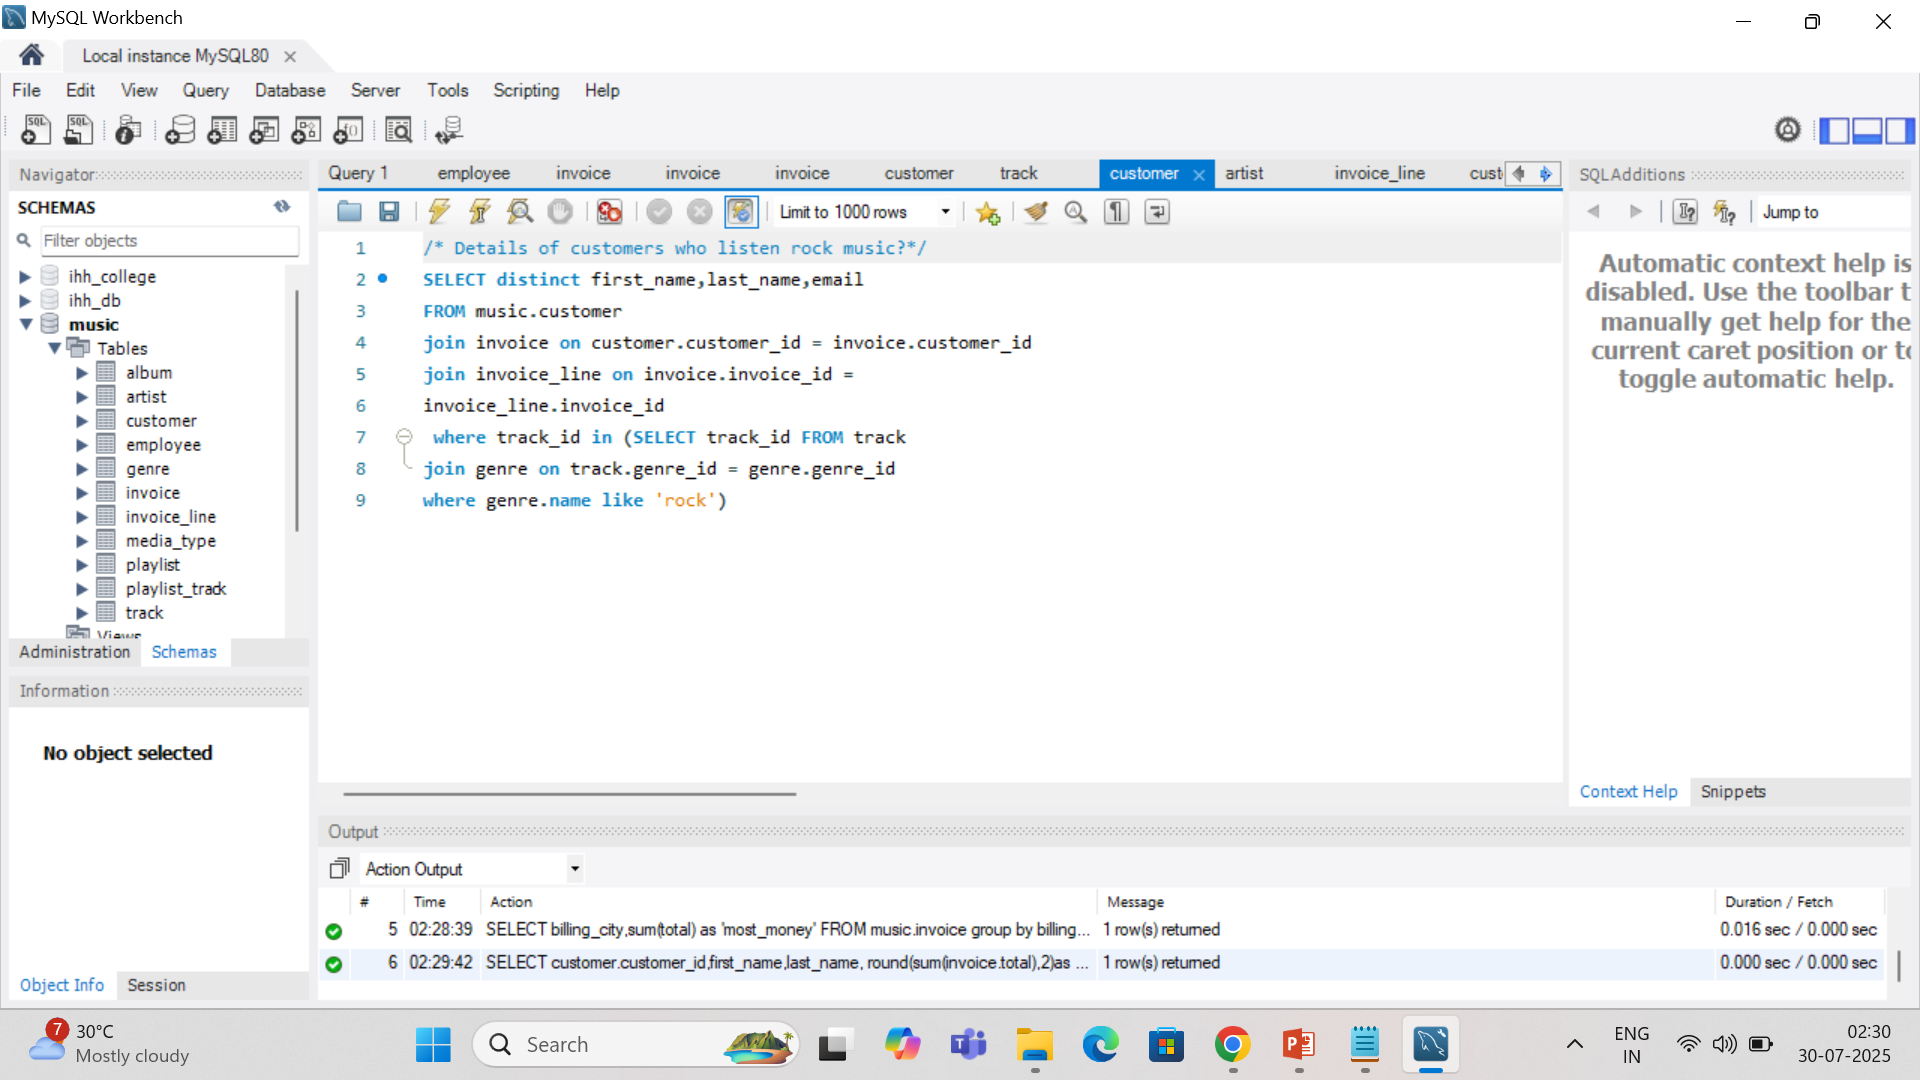 MySQL Workbench
Local instance MySQL80
File Edit View Query Database Server Tools Scripting Help
Navigator
SCHEMAS
Filter objects
ihh_college
ihh_db
music
Tables
album
artist
customer
employee
genre
invoice
invoice_line
media_type
playlist
playlist_track
track
Views
Administration Schemas
Information
No object selected
Object Info Session
Query 1 employee invoice invoice invoice customer track customer artist invoice_line cust
Limit to 1000 rows
1 /* Details of customers who listen rock music?*/
2 SELECT distinct first_name,last_name,email
3 FROM music.customer
4 join invoice on customer.customer_id = invoice.customer_id
5 join invoice_line on invoice.invoice_id =
6 invoice_line.invoice_id
7 where track_id in (SELECT track_id FROM track
8 join genre on track.genre_id = genre.genre_id
9 where genre.name like 'rock')
SQLAdditions
Jump to
Automatic context help is
disabled. Use the toolbar t
manually get help for the
current caret position or to
toggle automatic help.
Context Help Snippets
Output
Action Output
# Time Action Message Duration / Fetch
5 02:28:39 SELECT billing_city,sum(total) as 'most_money' FROM music.invoice group by billing... 1 row(s) returned 0.016 sec / 0.000 sec
6 02:29:42 SELECT customer.customer_id,first_name,last_name, round(sum(invoice.total),2)as ... 1 row(s) returned 0.000 sec / 0.000 sec
7
30°C
Mostly cloudy
Search
ENG
IN
02:30
30-07-2025